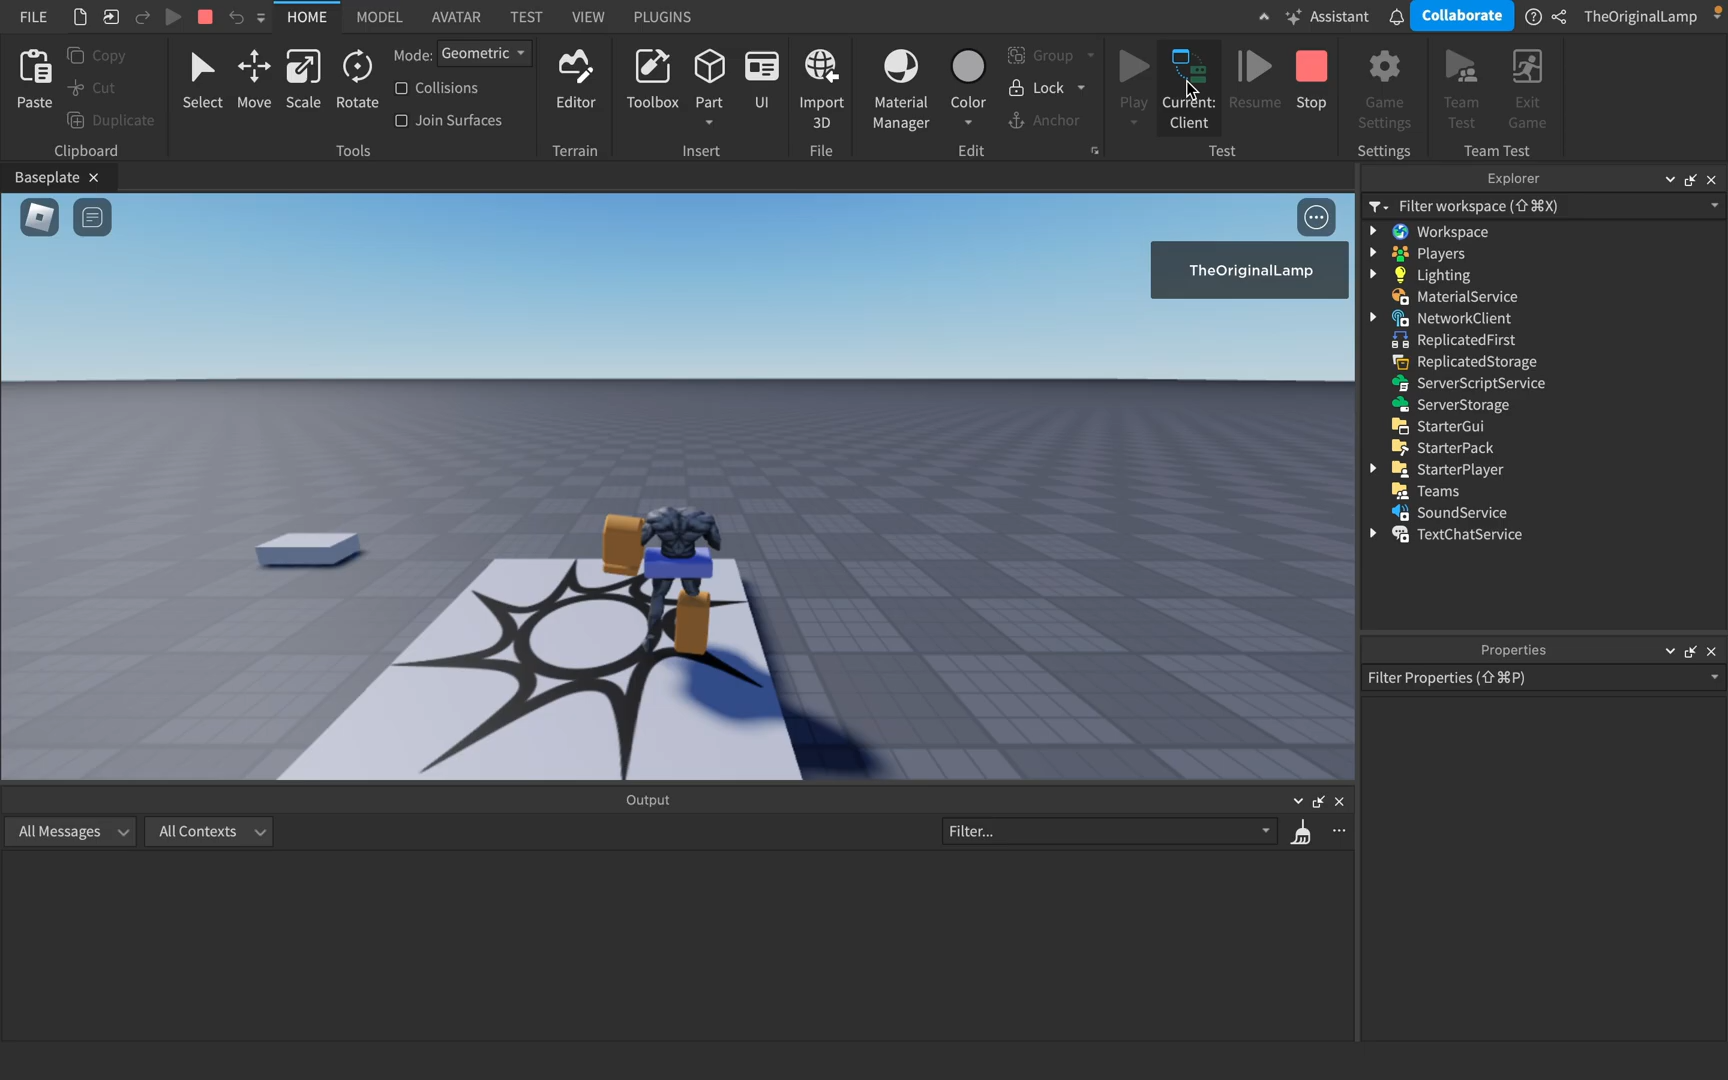 FILE
HOME
MODEL
AVATAR
TEST
VIEW
PLUGINS
Assistant
Collaborate
TheOriginalLamp
Paste
Copy
Cut
Duplicate
Clipboard
Select
Move
Scale
Rotate
Mode: Geometric
Collisions
Join Surfaces
Tools
Editor
Terrain
Toolbox
Part
UI
Insert
Import
3D
File
Material
Manager
Color
Group
Lock
Anchor
Edit
Play
Current:
Client
Resume
Stop
Test
Game
Settings
Settings
Team
Test
Exit
Game
Team Test
Baseplate
TheOriginalLamp
Explorer
Filter workspace (⇧⌘X)
Workspace
Players
Lighting
MaterialService
NetworkClient
ReplicatedFirst
ReplicatedStorage
ServerScriptService
ServerStorage
StarterGui
StarterPack
StarterPlayer
Teams
SoundService
TextChatService
Properties
Filter Properties (⇧⌘P)
Output
All Messages
All Contexts
Filter...